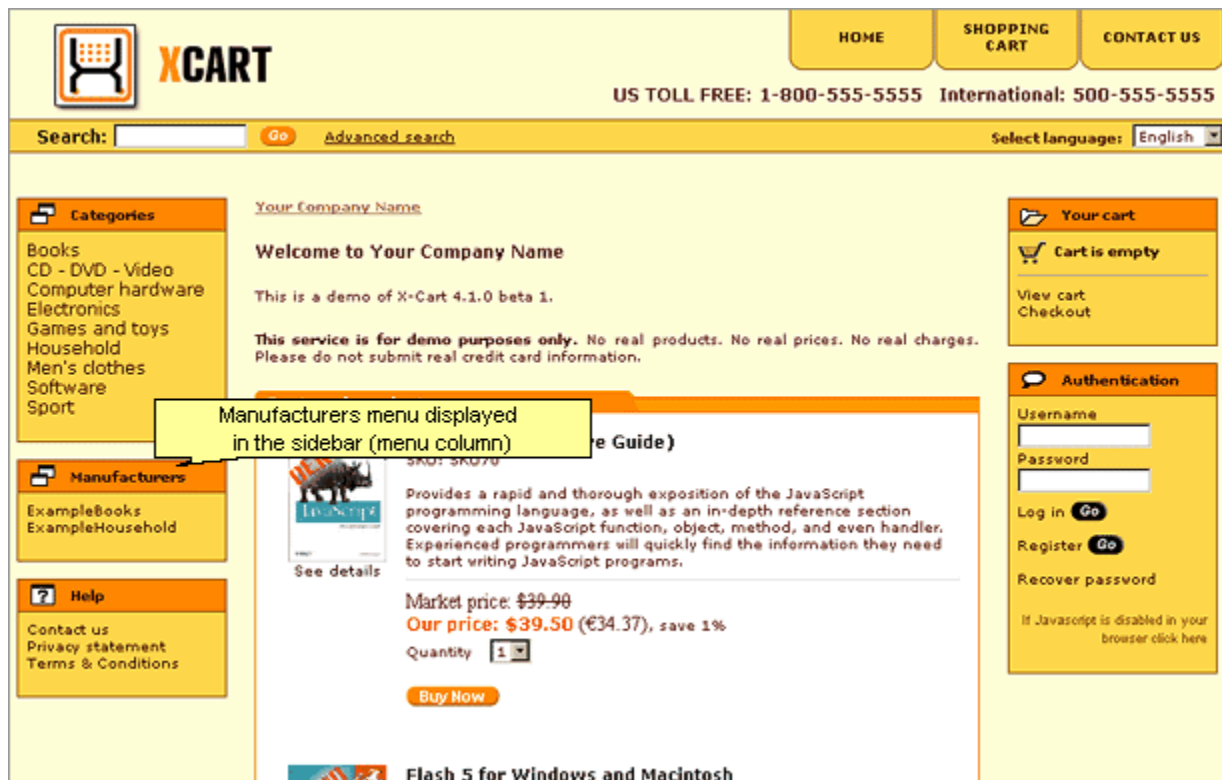 XCART
HOME
SHOPPING
CART
CONTACT US
US TOLL FREE: 1-800-555-5555 International: 500-555-5555
Search:
Go
Advanced search
Select language:
English
Categories
Books
CD - DVD - Video
Computer hardware
Electronics
Games and toys
Household
Men's clothes
Software
Sport
Manufacturers menu displayed
in the sidebar (menu column)
Manufacturers
ExampleBooks
ExampleHousehold
Help
Contact us
Privacy statement
Terms & Conditions
Your Company Name
Welcome to Your Company Name
This is a demo of X-Cart 4.1.0 beta 1.
This service is for demo purposes only. No real products. No real prices. No real charges.
Please do not submit real credit card information.
Guide)
SKU: SKU70
JavaScript
See details
Provides a rapid and thorough exposition of the JavaScript
programming language, as well as an in-depth reference section
covering each JavaScript function, object, method, and even handler.
Experienced programmers will quickly find the information they need
to start writing JavaScript programs.
Market price: $39.90
Our price: $39.50 (€34.37), save 1%
Quantity 1
Buy Now
Flash 5 for Windows and Macintosh
Your cart
Cart is empty
View cart
Checkout
Authentication
Username
Password
Log in Go
Register Go
Recover password
If Javascript is disabled in your
browser click here